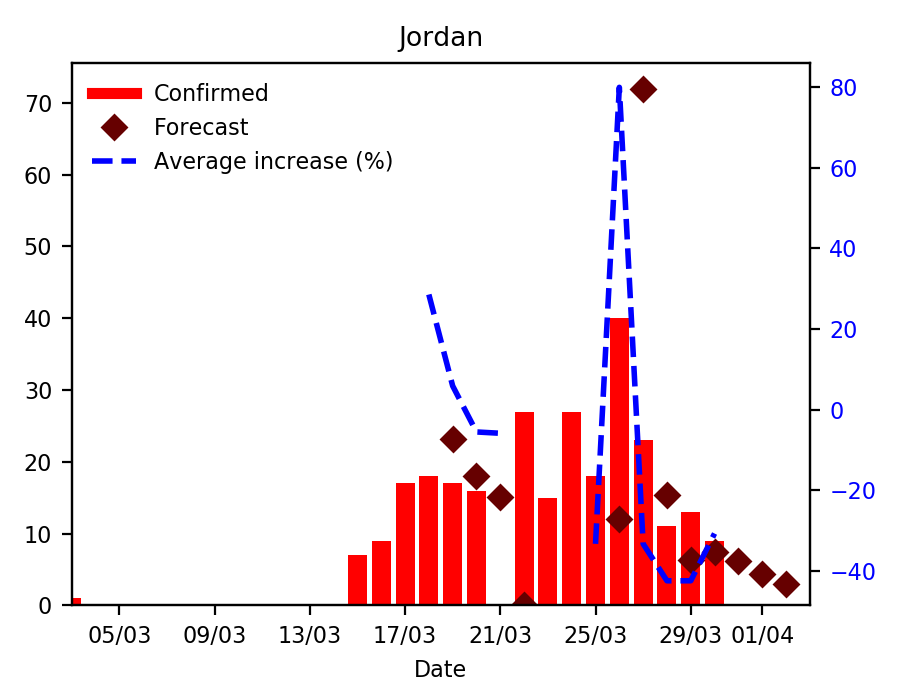 Jordan
Confirmed
Forecast
Average increase (%)
70
60
50
40
30
20
10
0
80
60
40
20
0
−20
−40
05/03 09/03 13/03 17/03 21/03 25/03 29/03 01/04
Date